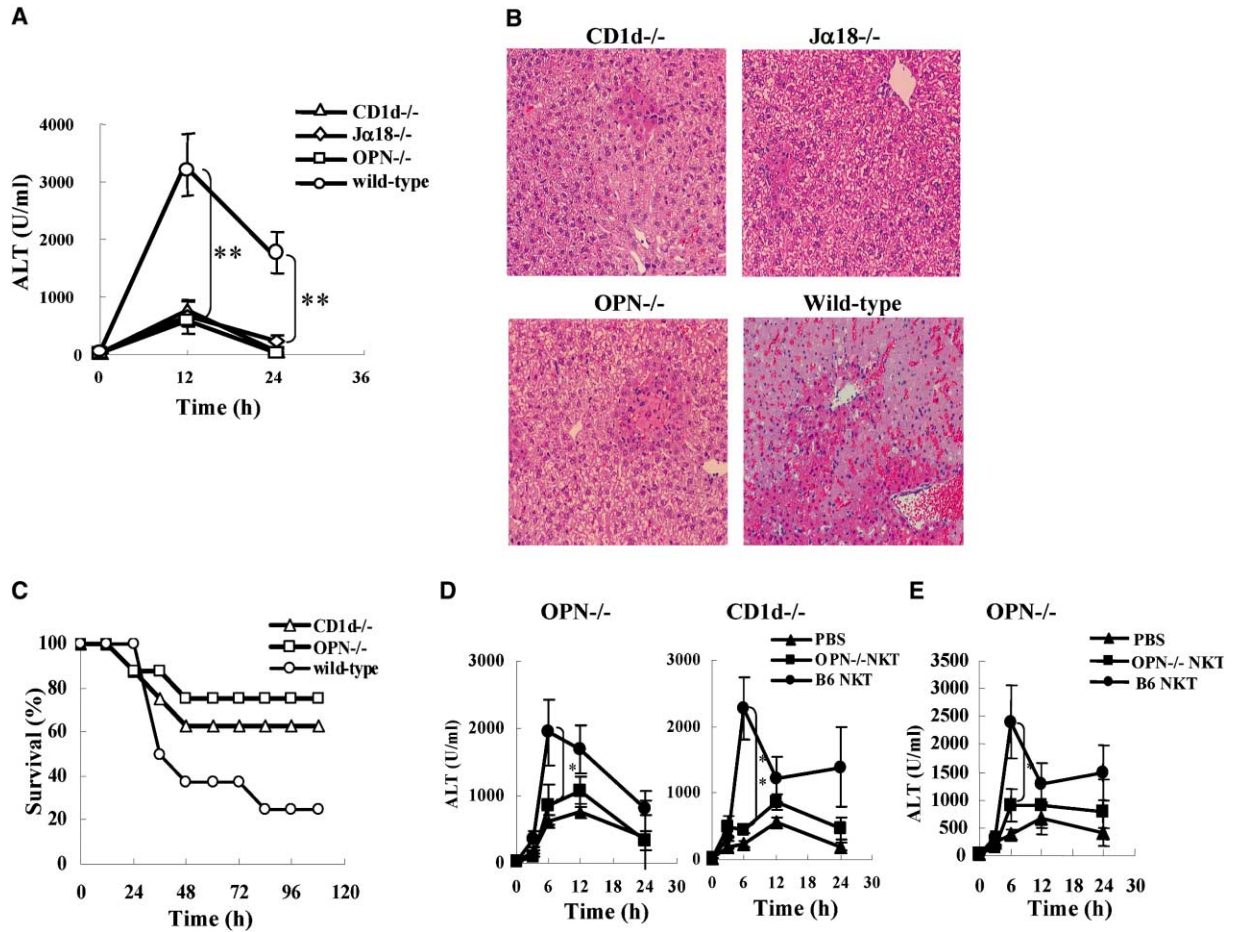 A
CD1d-/-
Jα18-/-
OPN-/-
wild-type
4000
3000
2000
1000
0
ALT (U/ml)
**
**
0 12 24 36
Time (h)
B
CD1d-/- Jα18-/-
OPN-/- Wild-type
C
CD1d-/-
OPN-/-
wild-type
100
80
60
40
20
0
Survival (%)
0 24 48 72 96 120
Time (h)
D
OPN-/-
3000
2000
1000
0
ALT (U/ml)
*
0 6 12 18 24 30
Time (h)
CD1d-/-
PBS
OPN-/-NKT
B6 NKT
3000
2000
1000
0
*
*
0 6 12 18 24 30
Time (h)
E
OPN-/-
PBS
OPN-/- NKT
B6 NKT
3500
3000
2500
2000
1500
1000
500
0
ALT (U/ml)
*
0 6 12 18 24 30
Time (h)